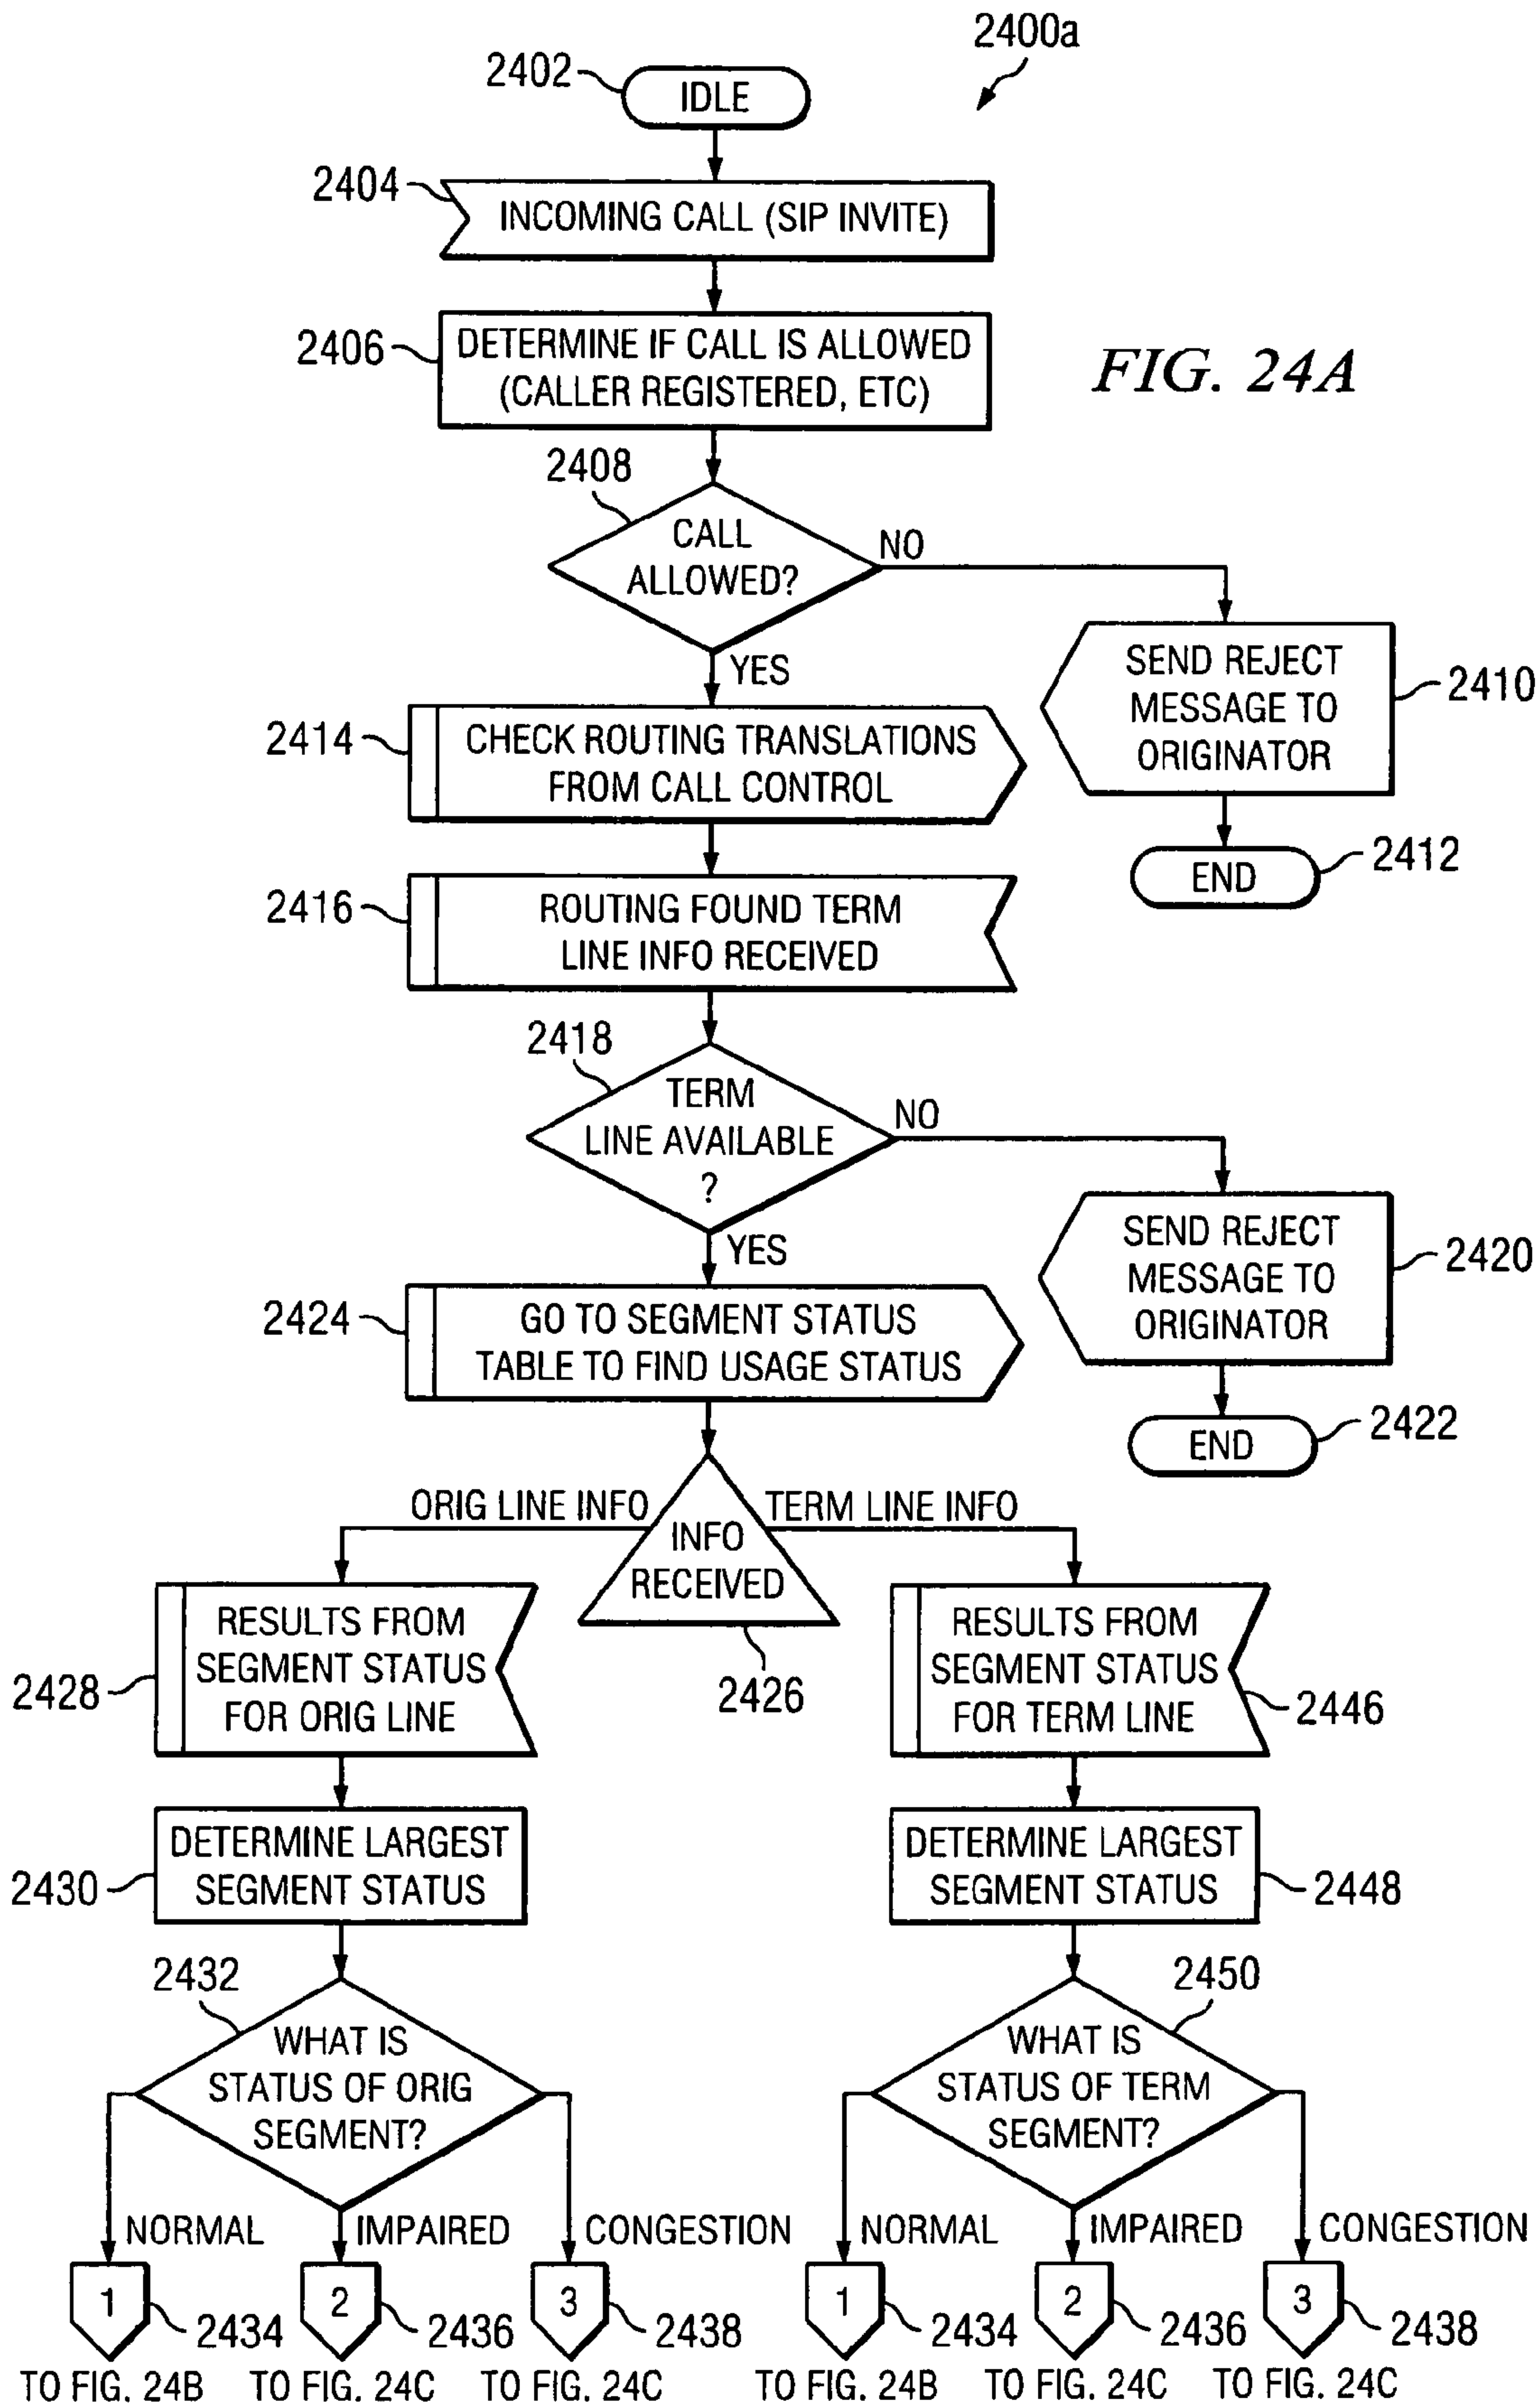 2400a
2402
IDLE
2404
INCOMING CALL (SIP INVITE)
2406
DETERMINE IF CALL IS ALLOWED
(CALLER REGISTERED, ETC)
FIG. 24A
2408
CALL
ALLOWED?
NO
YES
SEND REJECT
MESSAGE TO
ORIGINATOR
2410
2414
CHECK ROUTING TRANSLATIONS
FROM CALL CONTROL
END
2412
2416
ROUTING FOUND TERM
LINE INFO RECEIVED
2418
TERM
LINE AVAILABLE
?
NO
YES
SEND REJECT
MESSAGE TO
ORIGINATOR
2420
2424
GO TO SEGMENT STATUS
TABLE TO FIND USAGE STATUS
END
2422
ORIG LINE INFO
TERM LINE INFO
INFO
RECEIVED
2426
2428
RESULTS FROM
SEGMENT STATUS
FOR ORIG LINE
RESULTS FROM
SEGMENT STATUS
FOR TERM LINE
2446
2430
DETERMINE LARGEST
SEGMENT STATUS
DETERMINE LARGEST
SEGMENT STATUS
2448
2432
WHAT IS
STATUS OF ORIG
SEGMENT?
2450
WHAT IS
STATUS OF TERM
SEGMENT?
NORMAL
IMPAIRED
CONGESTION
NORMAL
IMPAIRED
CONGESTION
1
2434
2
2436
3
2438
1
2434
2
2436
3
2438
TO FIG. 24B
TO FIG. 24C
TO FIG. 24C
TO FIG. 24B
TO FIG. 24C
TO FIG. 24C